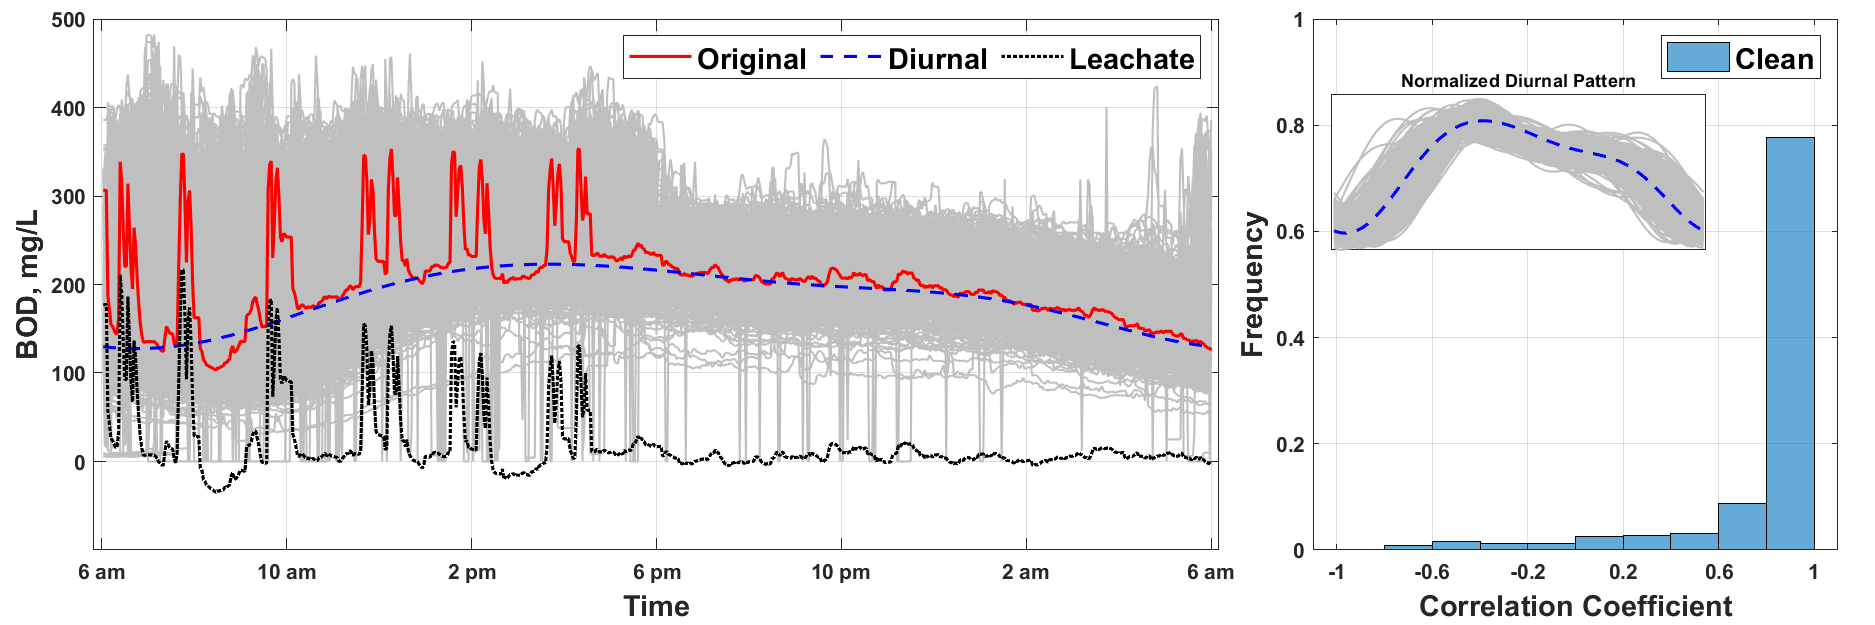 500
400
300
200
100
0
BOD, mg/L
Original Diurnal Leachate
6 am 10 am 2 pm 6 pm 10 pm 2 am 6 am
Time
1
0.8
0.6
0.4
0.2
0
Frequency
Clean
Normalized Diurnal Pattern
-1 -0.6 -0.2 0.2 0.6 1
Correlation Coefficient